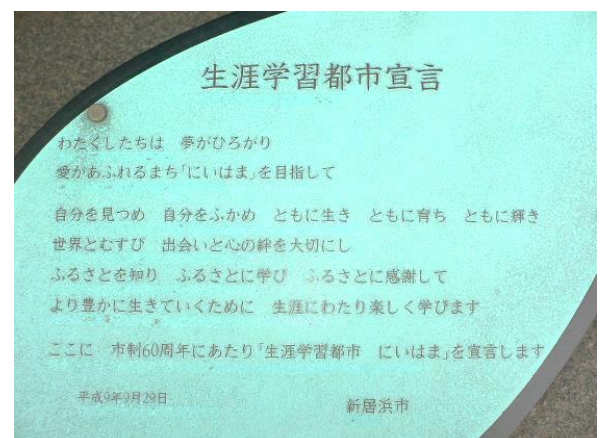 生涯学習都市宣言
わたくしたちは　夢がひろがり
愛があふれるまち「にいはま」を目指して
自分を見つめ　自分をふかめ　ともに生き　ともに育ち　ともに輝き
世界とむすび　出会いと心の絆を大切にし
ふるさとを知り　ふるさとに学び　ふるさとに感謝して
より豊かに生きていくために　生涯にわたり楽しく学びます
ここに　市制60周年にあたり「生涯学習都市　にいはま」を宣言します
平成9年9月29日
新居浜市